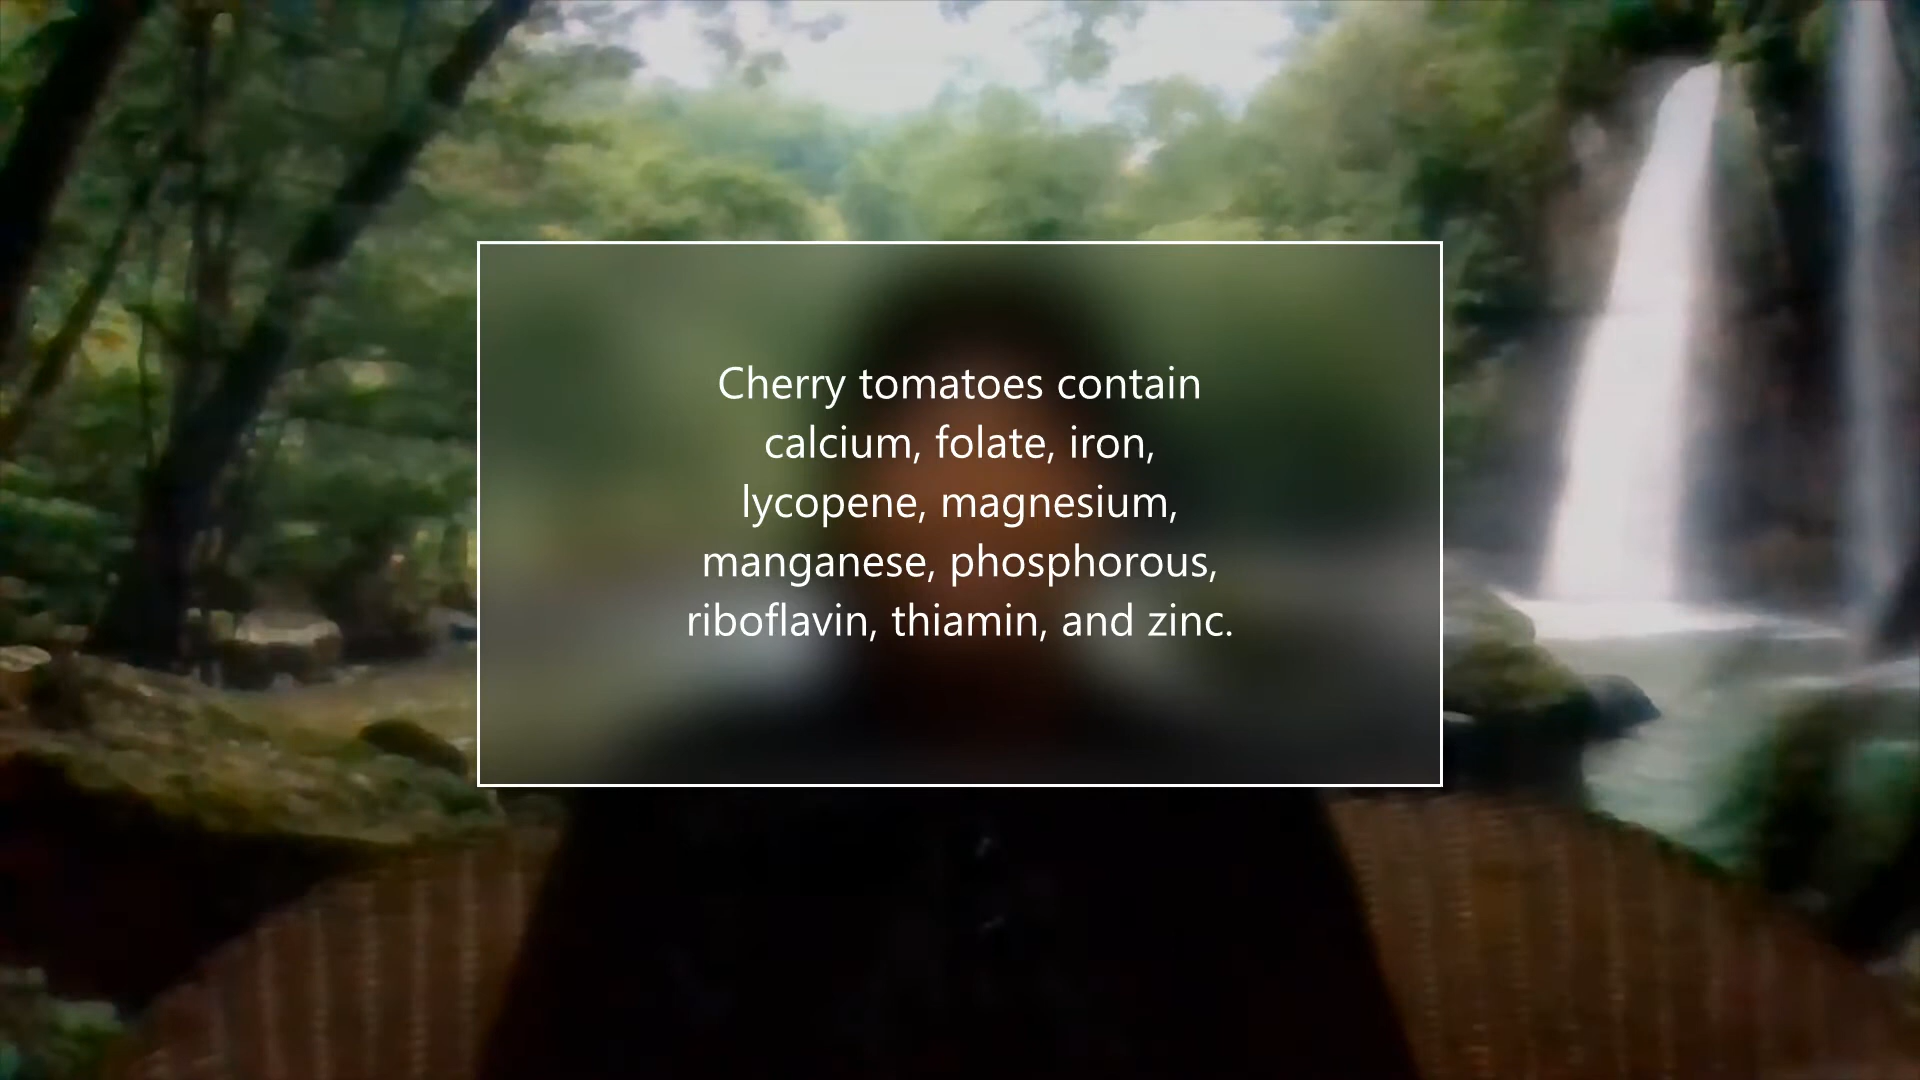 Cherry tomatoes contain
calcium, folate, iron,
lycopene, magnesium,
manganese, phosphorous,
riboflavin, thiamin, and zinc.